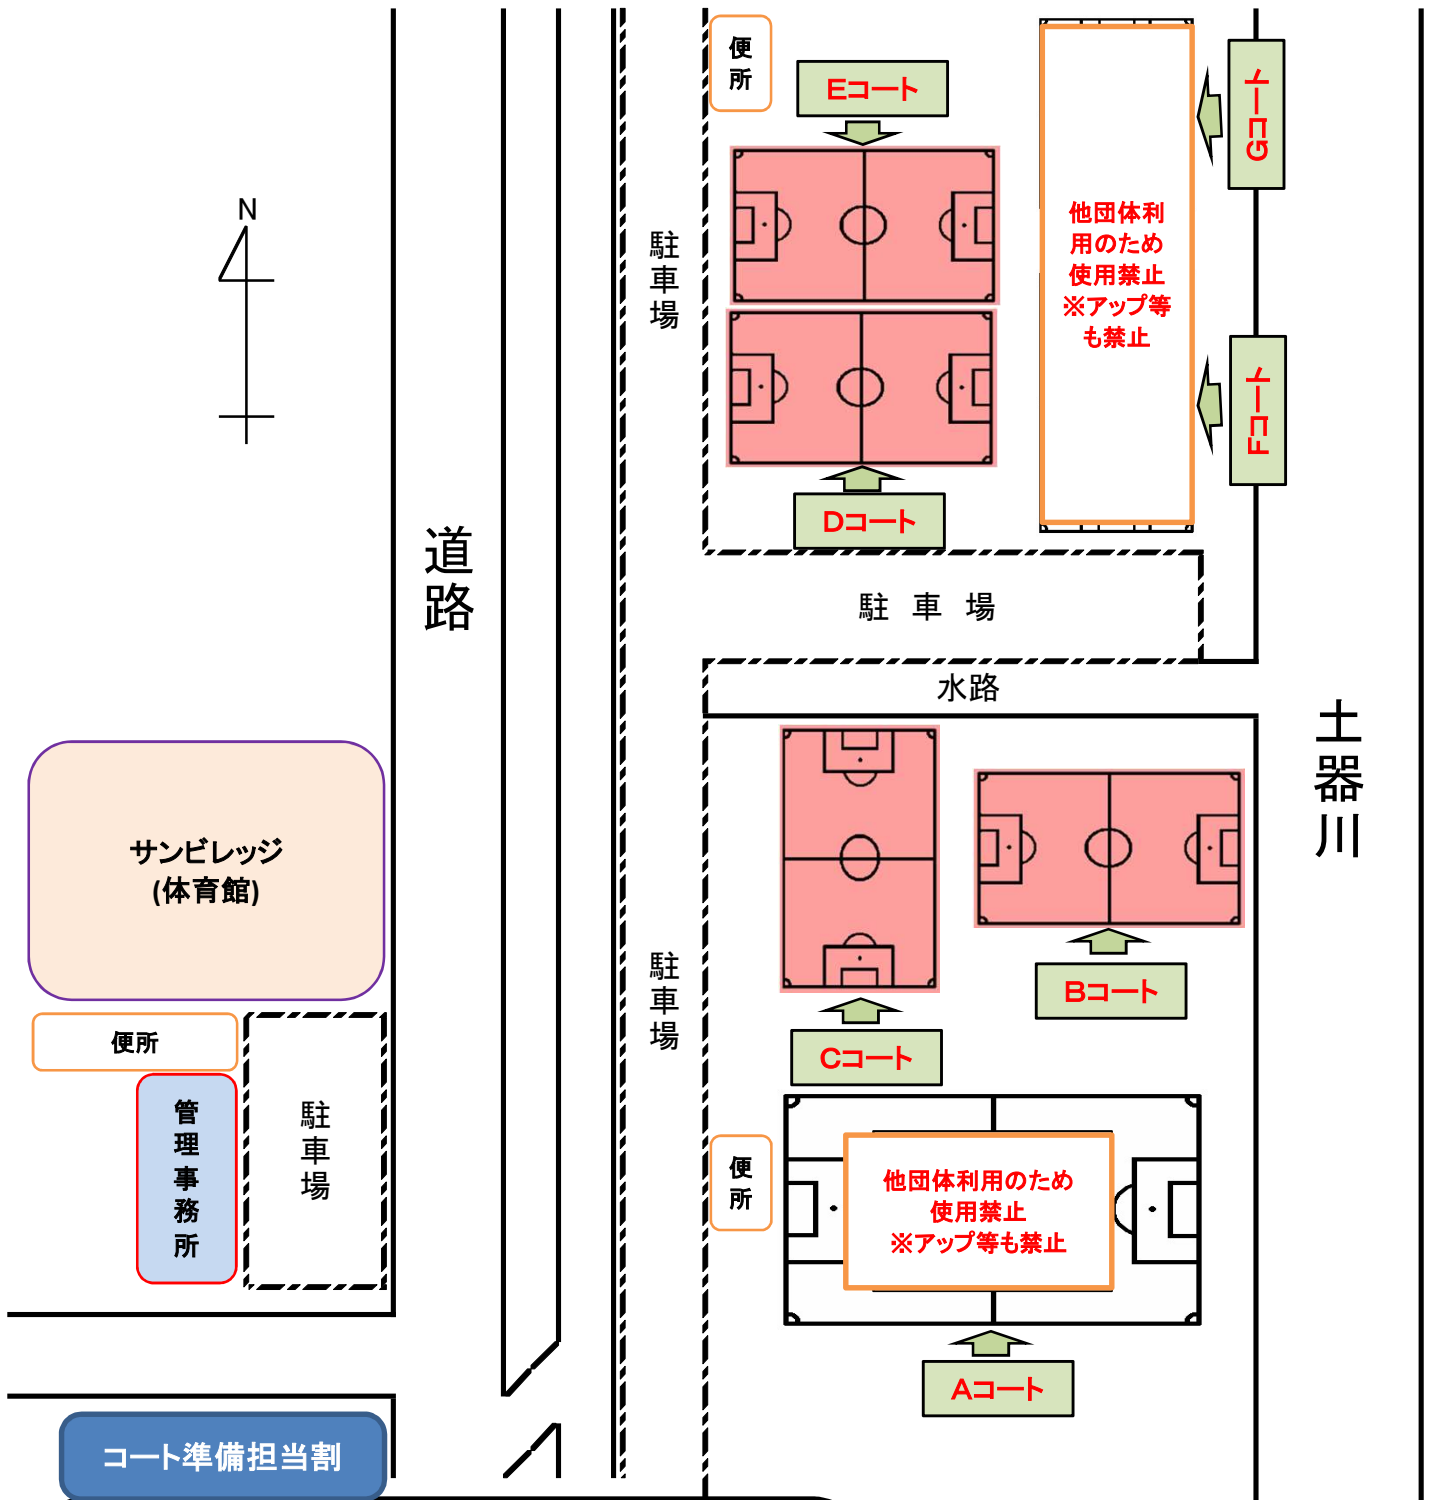 便
所
Eコート
Gコート
N
他団体利
用のため
使用禁止
※アップ等
も禁止
駐
車
場
Fコート
Dコート
道
路
駐 車 場
水路
土
器
川
サンビレッジ
(体育館)
駐
車
場
Bコート
便所
Cコート
管
理
事
務
所
駐
車
場
便
所
他団体利用のため
使用禁止
※アップ等も禁止
Aコート
コート準備担当割